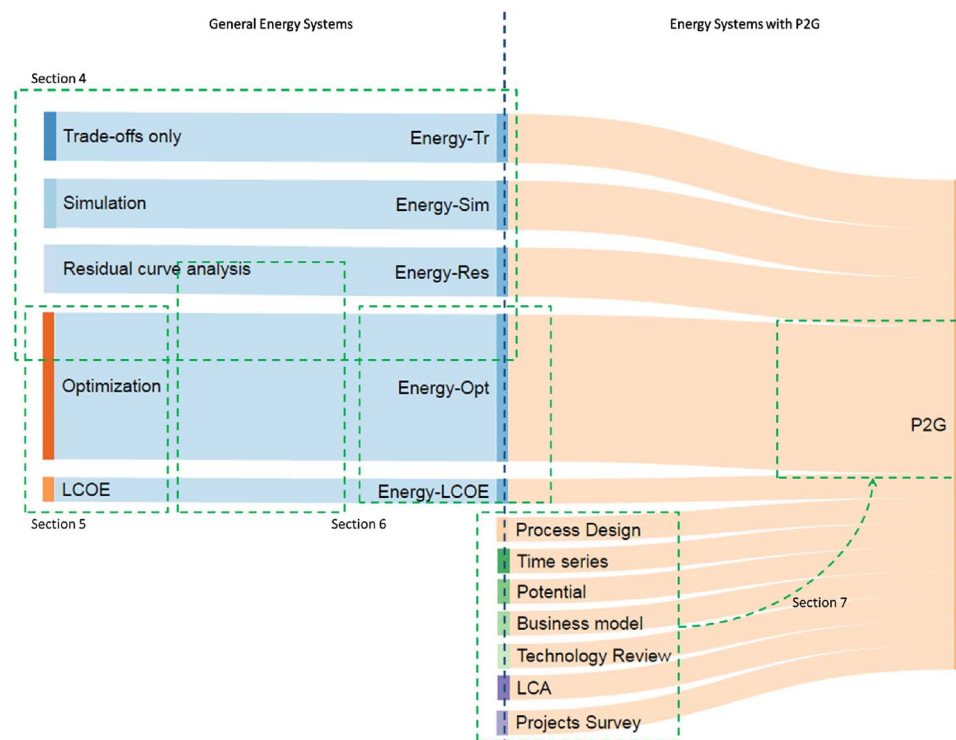 General Energy Systems
Energy Systems with P2G
Section 4
Trade-offs only
Energy-Tr
Simulation
Energy-Sim
Residual curve analysis
Energy-Res
Optimization
Energy-Opt
P2G
LCOE
Energy-LCOE
Section 5
Section 6
Process Design
Time series
Potential
Section 7
Business model
Technology Review
LCA
Projects Survey